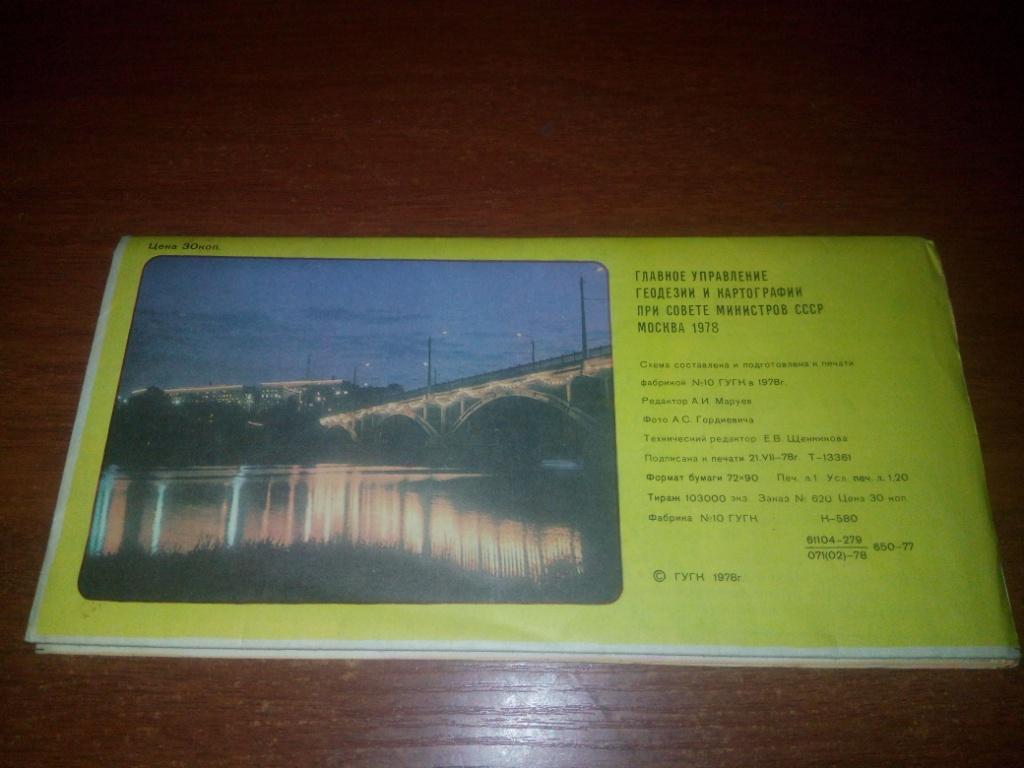 Цена 30коп.
ГЛАВНОЕ УПРАВЛЕНИЕ
ГЕОДЕЗИИ И КАРТОГРАФИИ
ПРИ СОВЕТЕ МИНИСТРОВ СССР
МОСКВА 1978
Схема составлена и подготовлена к печати
фабрикой №10 ГУГК в 1978г.
Редактор А.И. Маруев
Фото А.С. Гордиевича
Технический редактор Е.В. Щенникова
Подписана к печати 21.VII-78г. Т-13361
Формат бумаги 72×90 Печ. л.1 Усл. печ. л. 1,20
Тираж 103000 экз. Заказ № 620 Цена 30 коп.
Фабрика №10 ГУГК К-580
61104-279
071(02)-78 650-77
© ГУГК 1978г.